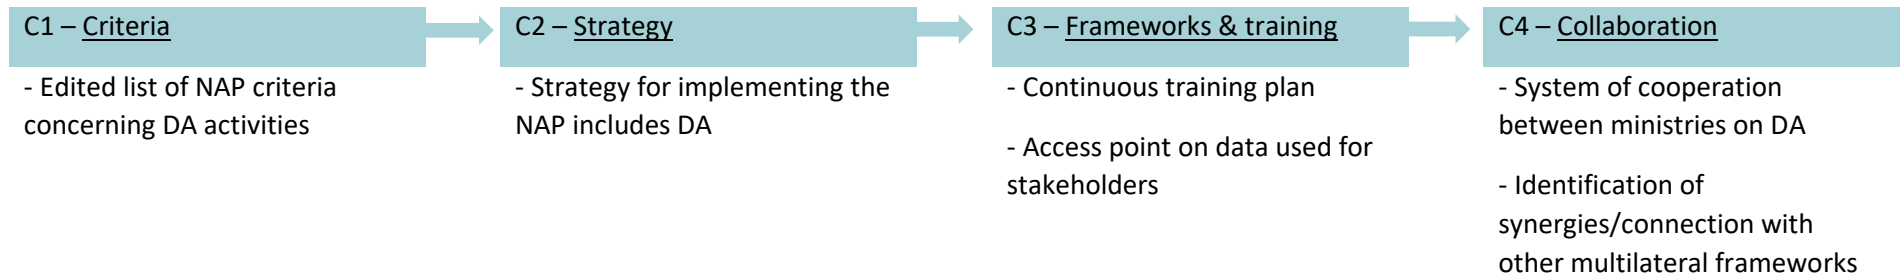 C1 – Criteria
- Edited list of NAP criteria
concerning DA activities
C2 – Strategy
- Strategy for implementing the
NAP includes DA
C3 – Frameworks & training
- Continuous training plan
- Access point on data used for
stakeholders
C4 – Collaboration
- System of cooperation
between ministries on DA
- Identification of
synergies/connection with
other multilateral frameworks